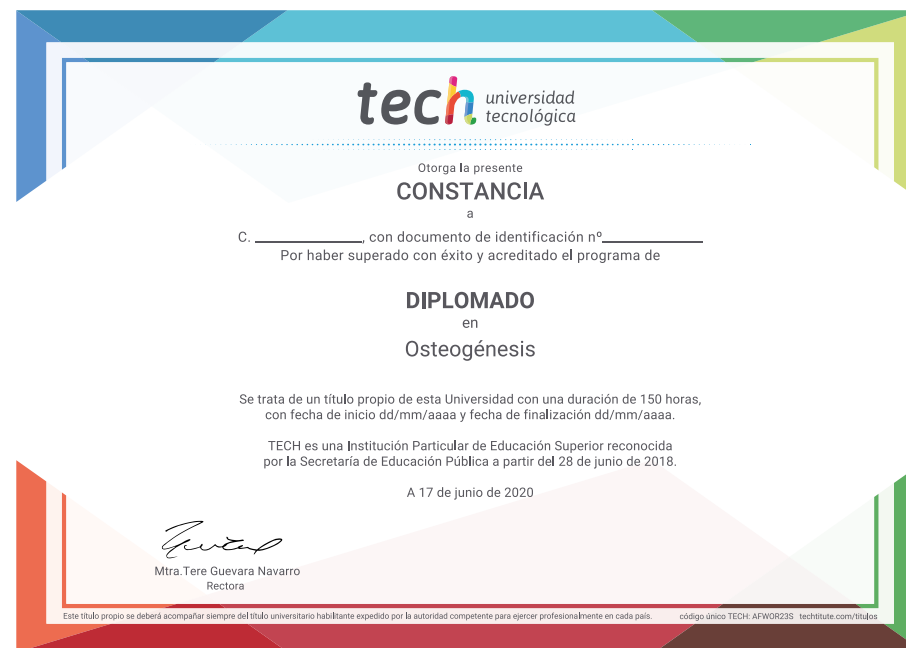 tech universidad
tecnológica
Otorga la presente
CONSTANCIA
a
C. ______________, con documento de identificación nº_____________
Por haber superado con éxito y acreditado el programa de
DIPLOMADO
en
Osteogénesis
Se trata de un título propio de esta Universidad con una duración de 150 horas,
con fecha de inicio dd/mm/aaaa y fecha de finalización dd/mm/aaaa.
TECH es una Institución Particular de Educación Superior reconocida
por la Secretaría de Educación Pública a partir del 28 de junio de 2018.
A 17 de junio de 2020
Mtra.Tere Guevara Navarro
Rectora
Este título propio se deberá acompañar siempre del título universitario habilitante expedido por la autoridad competente para ejercer profesionalmente en cada país. código único TECH: AFWOR23S techtitute.com/titulos